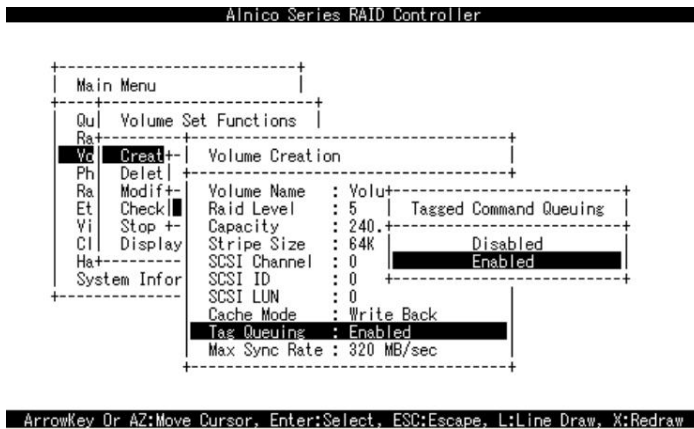 Alnico Series RAID Controller
Main Menu
Qu Volume Set Functions
Ra
Vo Creat Volume Creation
Ph Delet
Ra Modif Volume Name : Volu
Et Check Raid Level : 5 Tagged Command Queuing
Vi Stop Capacity : 240.
Cl Display Stripe Size : 64K Disabled
Ha SCSI Channel : 0 Enabled
System Infor SCSI ID : 0
SCSI LUN : 0
Cache Mode : Write Back
Tag Queuing : Enabled
Max Sync Rate : 320 MB/sec
ArrowKey Or AZ:Move Cursor, Enter:Select, ESC:Escape, L:Line Draw, X:Redraw